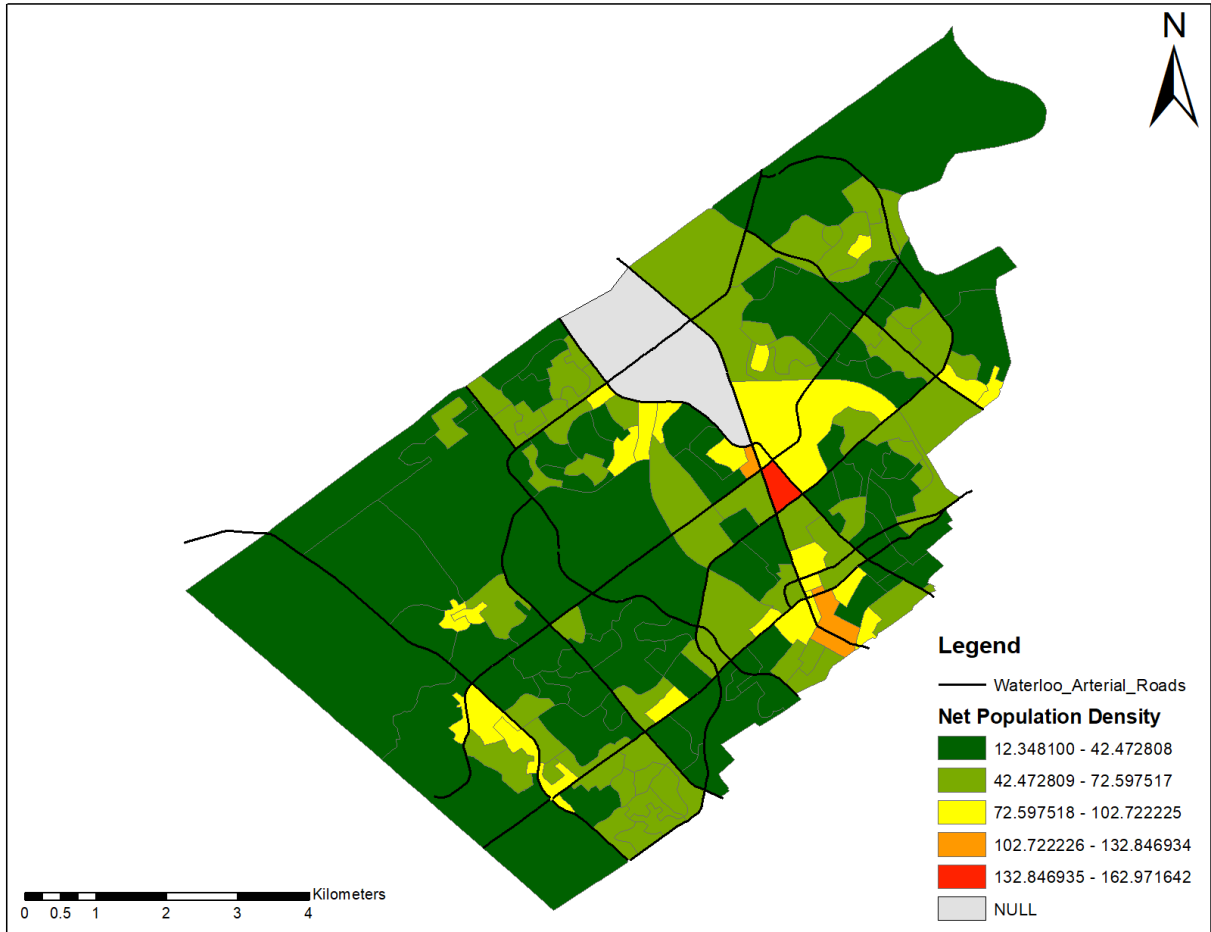 N
Legend
Waterloo_Arterial_Roads
Net Population Density
12.348100 - 42.472808
42.472809 - 72.597517
72.597518 - 102.722225
102.722226 - 132.846934
132.846935 - 162.971642
NULL
Kilometers
0 0.5 1 2 3 4